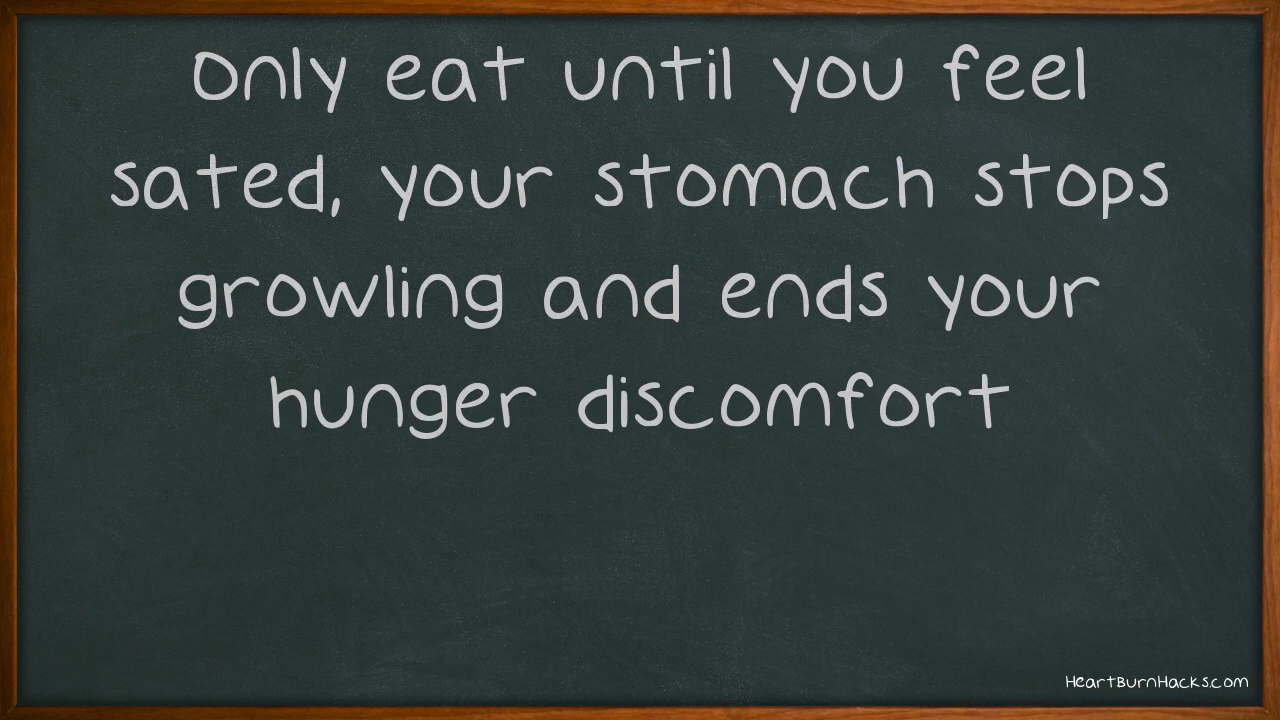 Only eat until you feel
sated, your stomach stops
growling and ends your
hunger discomfort
HeartBurnHacks.com